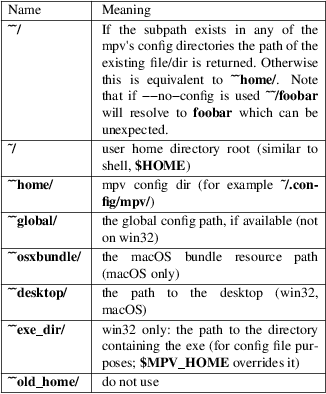 Name Meaning
~~/ If the subpath exists in any of the
mpv's config directories the path of the
existing file/dir is returned. Otherwise
this is equivalent to ~~home/. Note
that if −−no−config is used ~~/foobar
will resolve to foobar which can be
unexpected.
~/ user home directory root (similar to
shell, $HOME)
~~home/ mpv config dir (for example ~/.con-
fig/mpv/)
~~global/ the global config path, if available (not
on win32)
~~osxbundle/ the macOS bundle resource path
(macOS only)
~~desktop/ the path to the desktop (win32,
macOS)
~~exe_dir/ win32 only: the path to the directory
containing the exe (for config file pur-
poses; $MPV_HOME overrides it)
~~old_home/ do not use